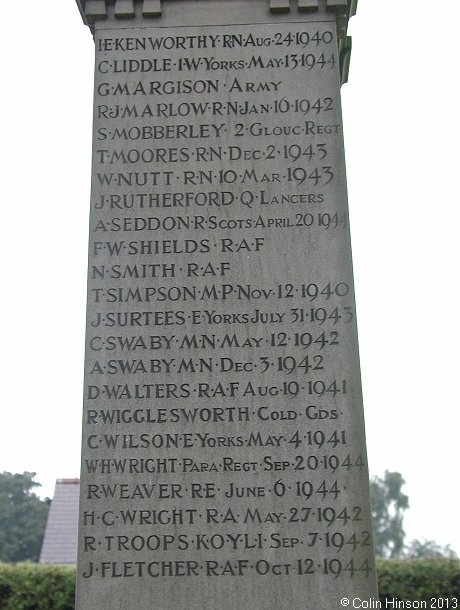 I·E·KENWORTHY·RN·AUG·24·1940
C·LIDDLE·1·W·YORKS·MAY·13·1944
G·MARGISON·ARMY
R·J·MARLOW·R·N·JAN·16·1942
S·MOBBERLEY·2·GLOUC·REGT
T·MOORES·R·N·DEC·2·1943
W·NUTT·R·N·10·MAR·1943
J·RUTHERFORD·Q·LANCERS
A·SEDDON·R·SCOTS·APRIL 20·1944
F·W·SHIELDS·R·A·F
N·SMITH·R·A·F
T·SIMPSON·M·P·NOV·12·1940
J·SURTEES·E·YORKS·JULY 31·1943
C·SWABY·M·N·MAY·12·1942
A·SWABY·M·N·DEC·3·1942
D·WALTERS·R·A·F·AUG·19·1941
R·WIGGLESWORTH·COLD·GDS·
C·WILSON·E·YORKS·MAY·4·1941
W·H·WRIGHT·PARA·REGT·SEP·20·1944
R·WEAVER·R·E·JUNE·6·1944·
H·C·WRIGHT·R·A·MAY·27·1942
R·TROOPS·K·O·Y·L·I·SEP·7·1942
J·FLETCHER·R·A·F·OCT·12·1944
© Colin Hinson 2013